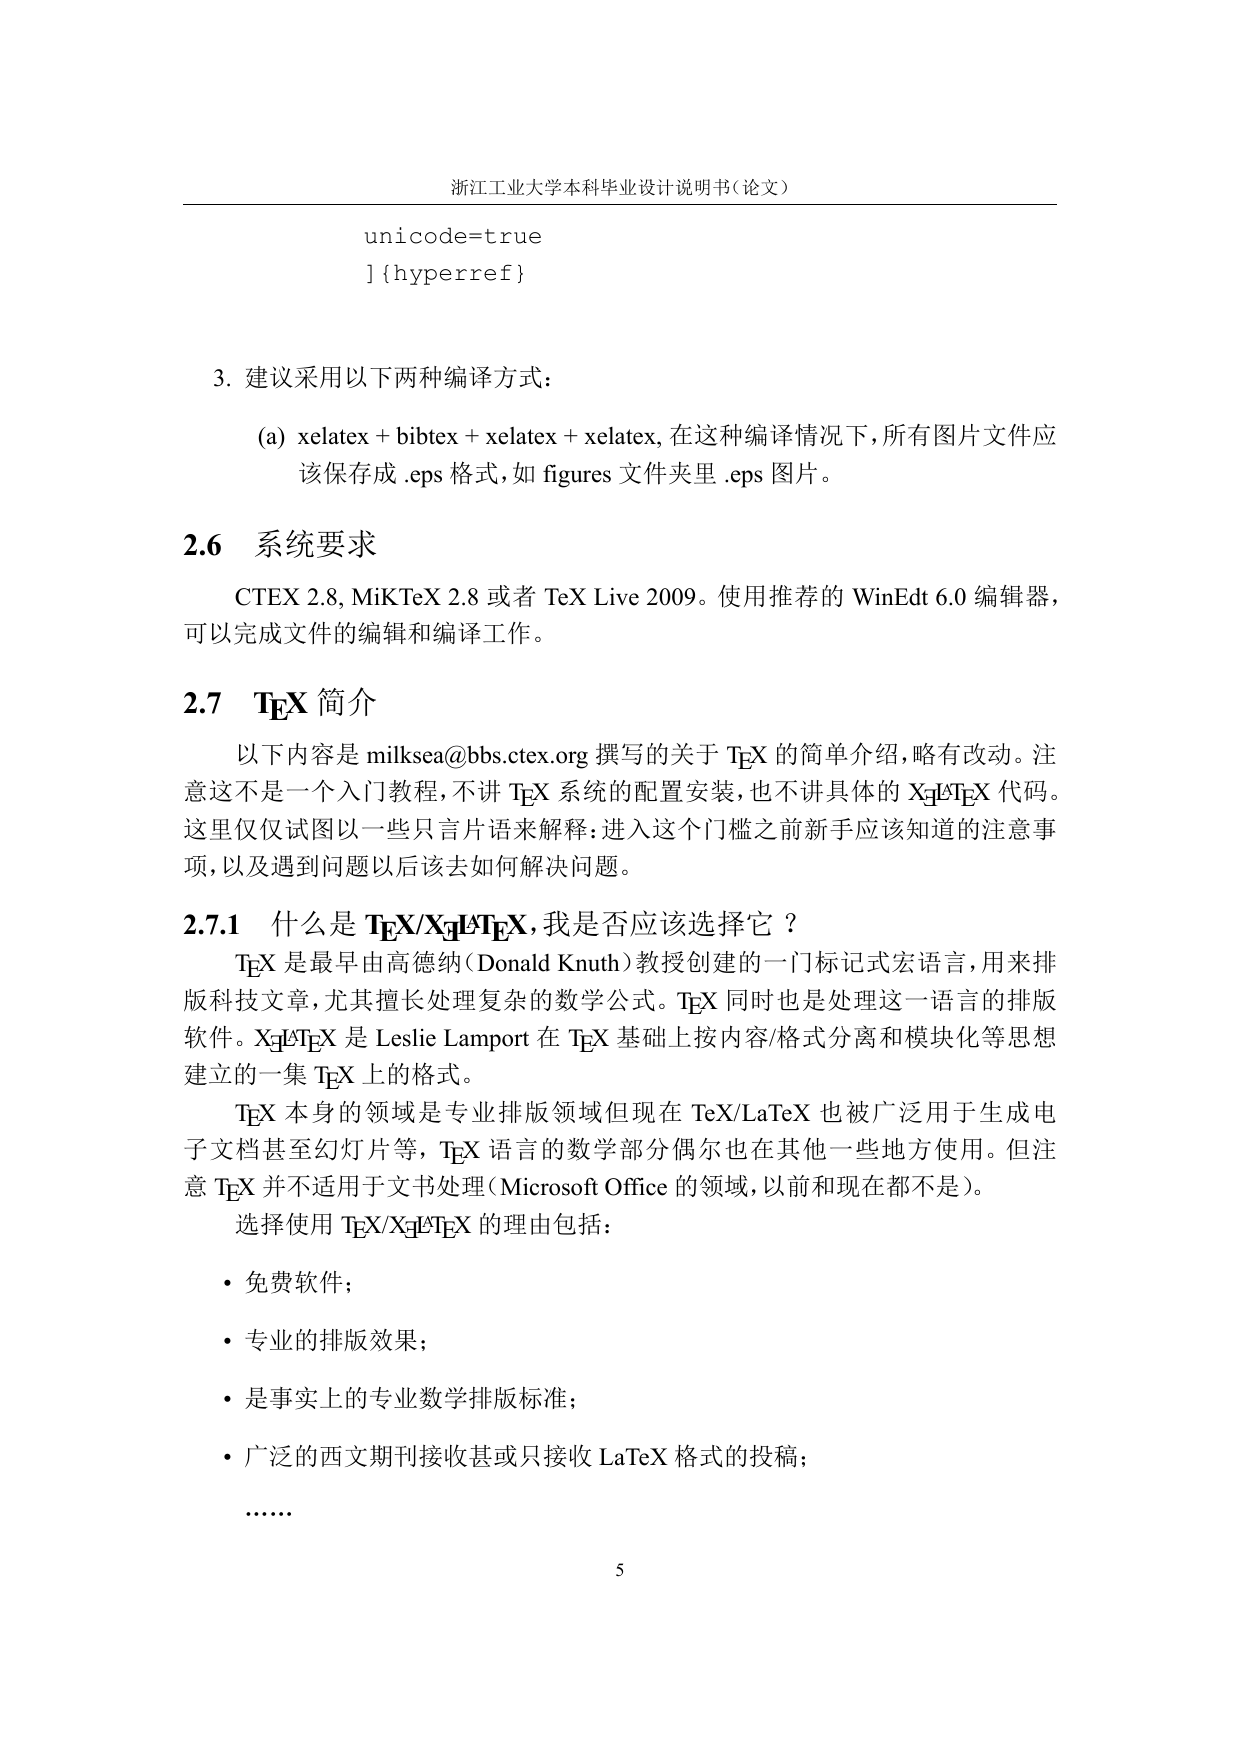 浙江工业大学本科毕业设计说明书（论文）
unicode=true
]{hyperref}
3. 建议采用以下两种编译方式：
(a) xelatex + bibtex + xelatex + xelatex, 在这种编译情况下，所有图片文件应
该保存成 .eps 格式，如 figures 文件夹里 .eps 图片。
2.6 系统要求
CTEX 2.8, MiKTeX 2.8 或者 TeX Live 2009。使用推荐的 WinEdt 6.0 编辑器，
可以完成文件的编辑和编译工作。
2.7 TEX 简介
以下内容是 milksea@bbs.ctex.org 撰写的关于 TEX 的简单介绍，略有改动。注
意这不是一个入门教程，不讲 TEX 系统的配置安装，也不讲具体的 XƎLATEX 代码。
这里仅仅试图以一些只言片语来解释：进入这个门槛之前新手应该知道的注意事
项，以及遇到问题以后该去如何解决问题。
2.7.1 什么是 TEX/XƎLATEX，我是否应该选择它？
TEX 是最早由高德纳（Donald Knuth）教授创建的一门标记式宏语言，用来排
版科技文章，尤其擅长处理复杂的数学公式。TEX 同时也是处理这一语言的排版
软件。XƎLATEX 是 Leslie Lamport 在 TEX 基础上按内容/格式分离和模块化等思想
建立的一集 TEX 上的格式。
TEX 本身的领域是专业排版领域但现在 TeX/LaTeX 也被广泛用于生成电
子文档甚至幻灯片等，TEX 语言的数学部分偶尔也在其他一些地方使用。但注
意 TEX 并不适用于文书处理（Microsoft Office 的领域，以前和现在都不是）。
选择使用 TEX/XƎLATEX 的理由包括：
• 免费软件；
• 专业的排版效果；
• 是事实上的专业数学排版标准；
• 广泛的西文期刊接收甚或只接收 LaTeX 格式的投稿；
……
5